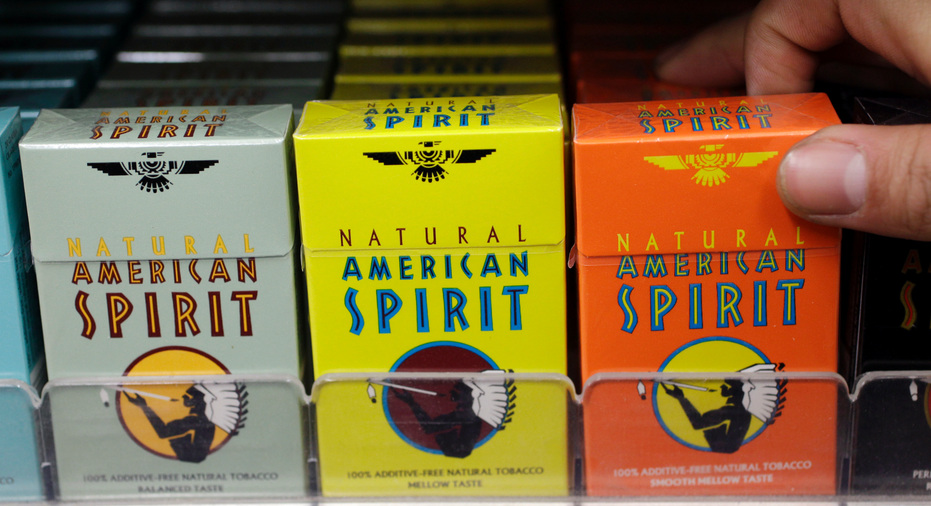 NATURAL
AMERICAN
SPIRIT
NATURAL
AMERICAN
SPIRIT
100% ADDITIVE-FREE NATURAL TOBACCO
BALANCED TASTE
NATURAL
AMERICAN
SPIRIT
NATURAL
AMERICAN
SPIRIT
100% ADDITIVE-FREE NATURAL TOBACCO
MELLOW TASTE
NATURAL
AMERICAN
SPIRIT
NATURAL
AMERICAN
SPIRIT
100% ADDITIVE-FREE NATURAL TOBACCO
SMOOTH MELLOW TASTE